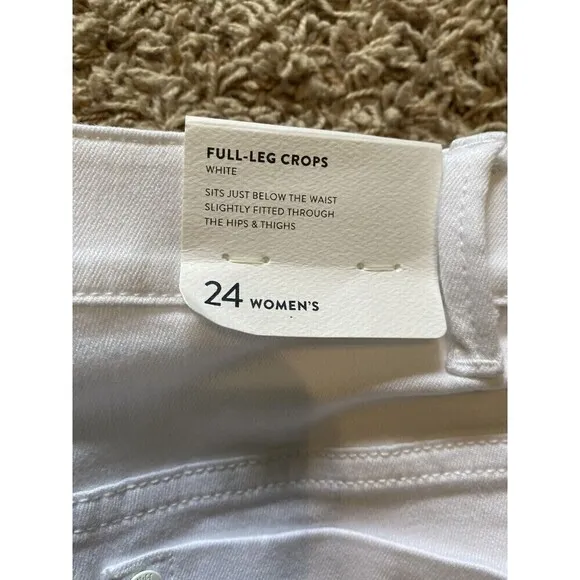 FULL-LEG CROPS
WHITE
SITS JUST BELOW THE WAIST
SLIGHTLY FITTED THROUGH
THE HIPS & THIGHS
24 WOMEN'S